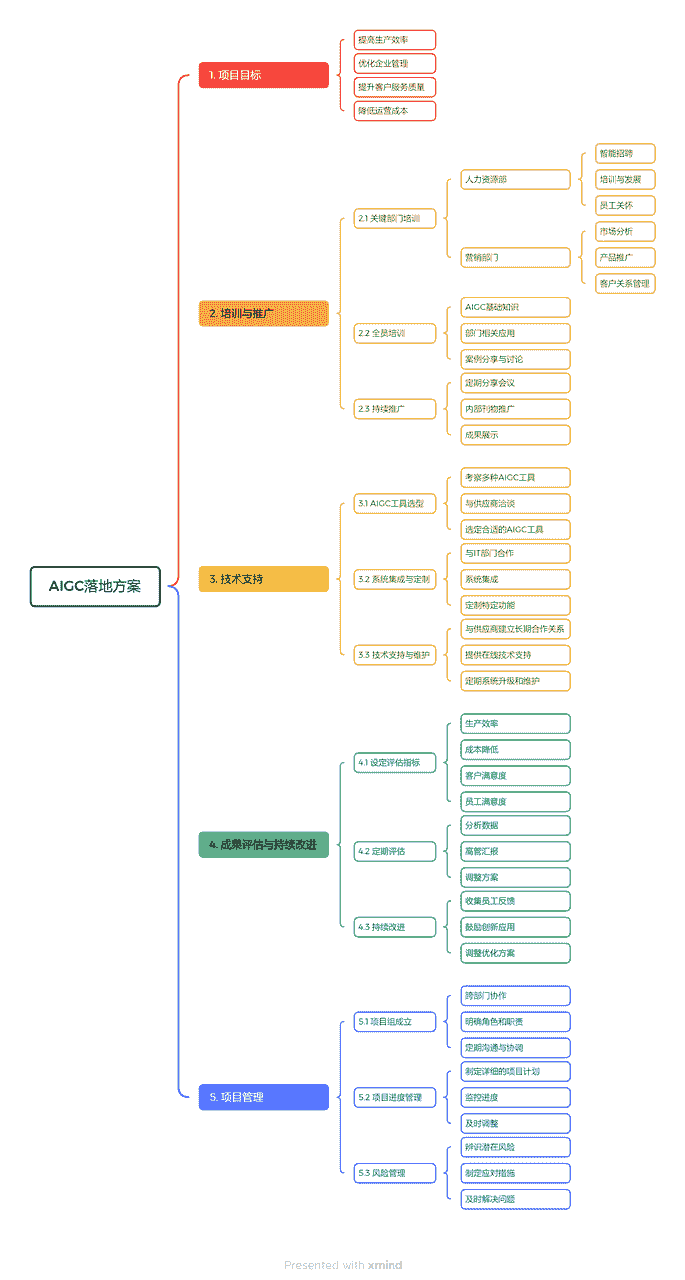 AIGC落地方案
1. 项目目标
提高生产效率
优化企业管理
提升客户服务质量
降低运营成本
2. 培训与推广
2.1 关键部门培训
人力资源部
智能招聘
培训与发展
员工关怀
营销部门
市场分析
产品推广
客户关系管理
2.2 全员培训
AIGC基础知识
部门相关应用
案例分享与讨论
2.3 持续推广
定期分享会议
内部刊物推广
成果展示
3. 技术支持
3.1 AIGC工具选型
考察多种AIGC工具
与供应商洽谈
选定合适的AIGC工具
3.2 系统集成与定制
与IT部门合作
系统集成
定制特定功能
3.3 技术支持与维护
与供应商建立长期合作关系
提供在线技术支持
定期系统升级和维护
4. 成果评估与持续改进
4.1 设定评估指标
生产效率
成本降低
客户满意度
员工满意度
4.2 定期评估
分析数据
高管汇报
调整方案
4.3 持续改进
收集员工反馈
鼓励创新应用
调整优化方案
5. 项目管理
5.1 项目组成立
跨部门协作
明确角色和职责
定期沟通与协调
5.2 项目进度管理
制定详细的项目计划
监控进度
及时调整
5.3 风险管理
辨识潜在风险
制定应对措施
及时解决问题
Presented with xmind